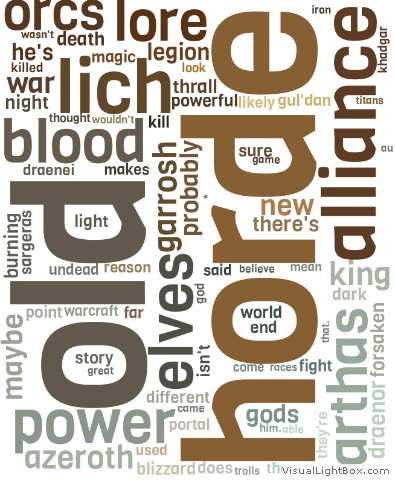 orcs
lore
iron
wasn't
death
he's
magic
legion
khadgar
killed
lich
look
war
thrall
night
powerful
likely
gul'dan
titans
thought
wouldn't
kill
alliance
blood
draenei
makes
au
horde
sure
game
old
light
elves
garrosh
probably
*
new
there's
burning
sargeras
undead
reason
god
said
believe
mean
king
dark
maybe
point
warcraft
far
world
end
that.
story
great
isn't
come
races
fight
arthas
forsaken
draenor
different
came
power
portal
gods
him.
able
they're
azeroth
used
blizzard
does
trolls
VisualLightBox.com